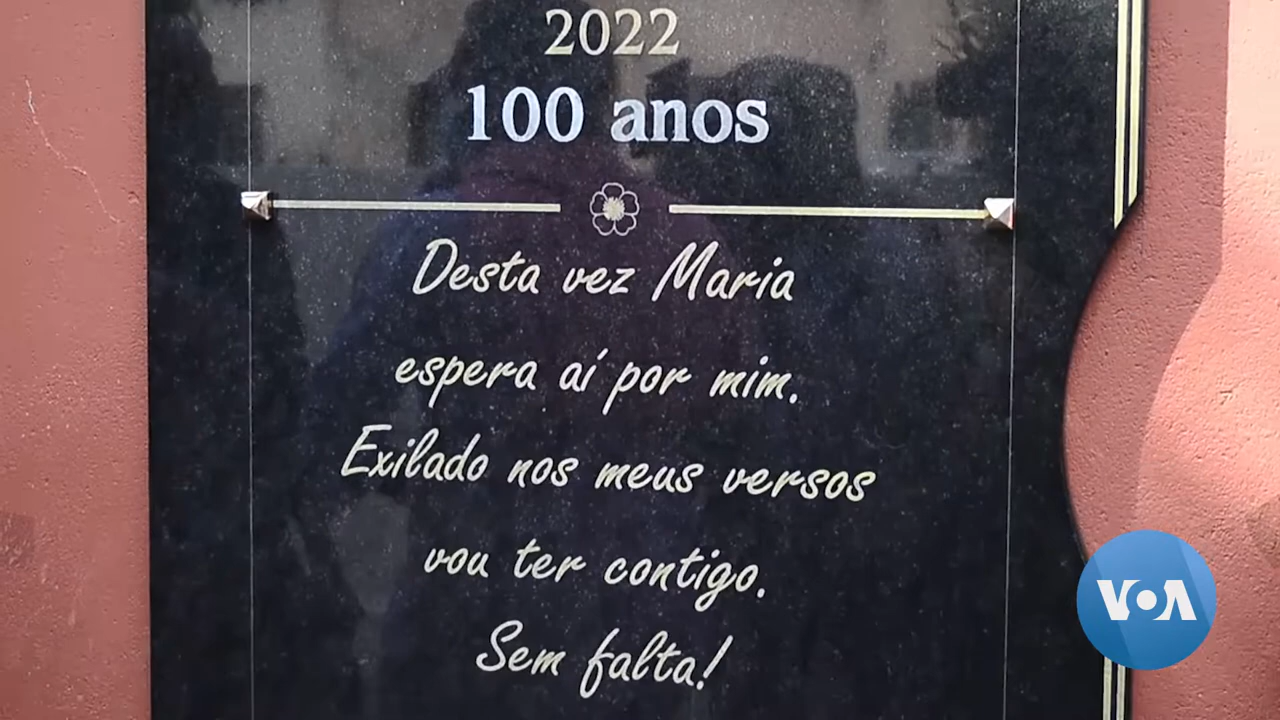 2022
100 anos
Desta vez Maria
espera aí por mim.
Exilado nos meus versos
vou ter contigo.
Sem falta!
VOA